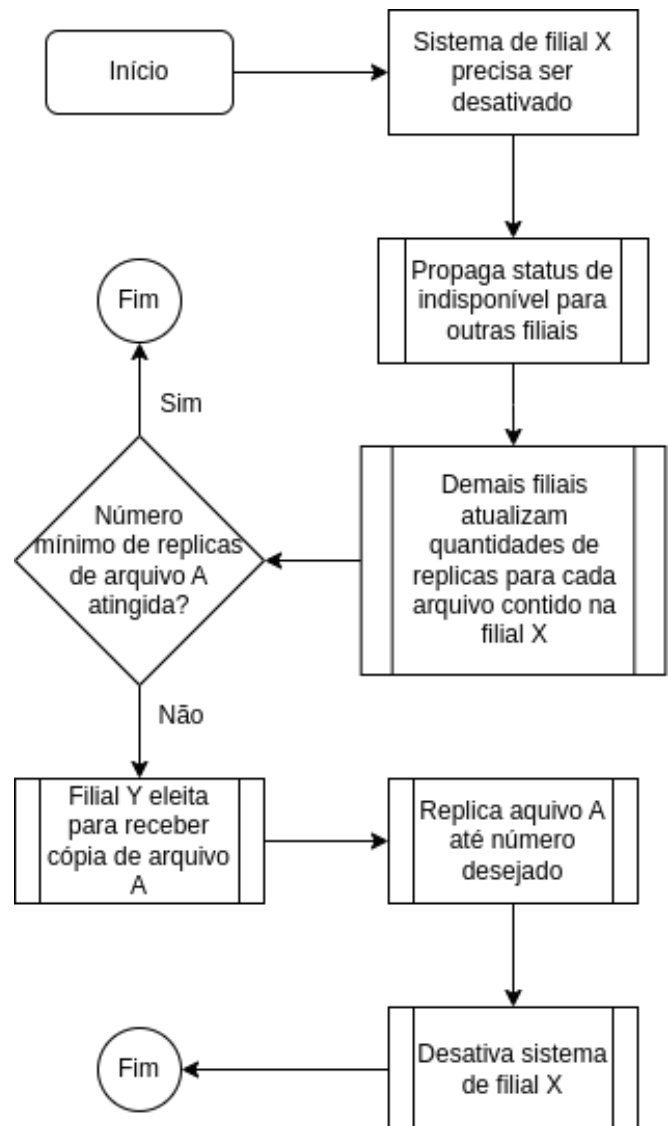 Início
Sistema de filial X
precisa ser
desativado
Propaga status de
indisponível para
outras filiais
Fim
Sim
Demais filiais
atualizam
quantidades de
replicas para cada
arquivo contido na
filial X
Número
mínimo de replicas
de arquivo A
atingida?
Não
Filial Y eleita
para receber
cópia de arquivo
A
Replica aquivo A
até número
desejado
Desativa sistema
de filial X
Fim